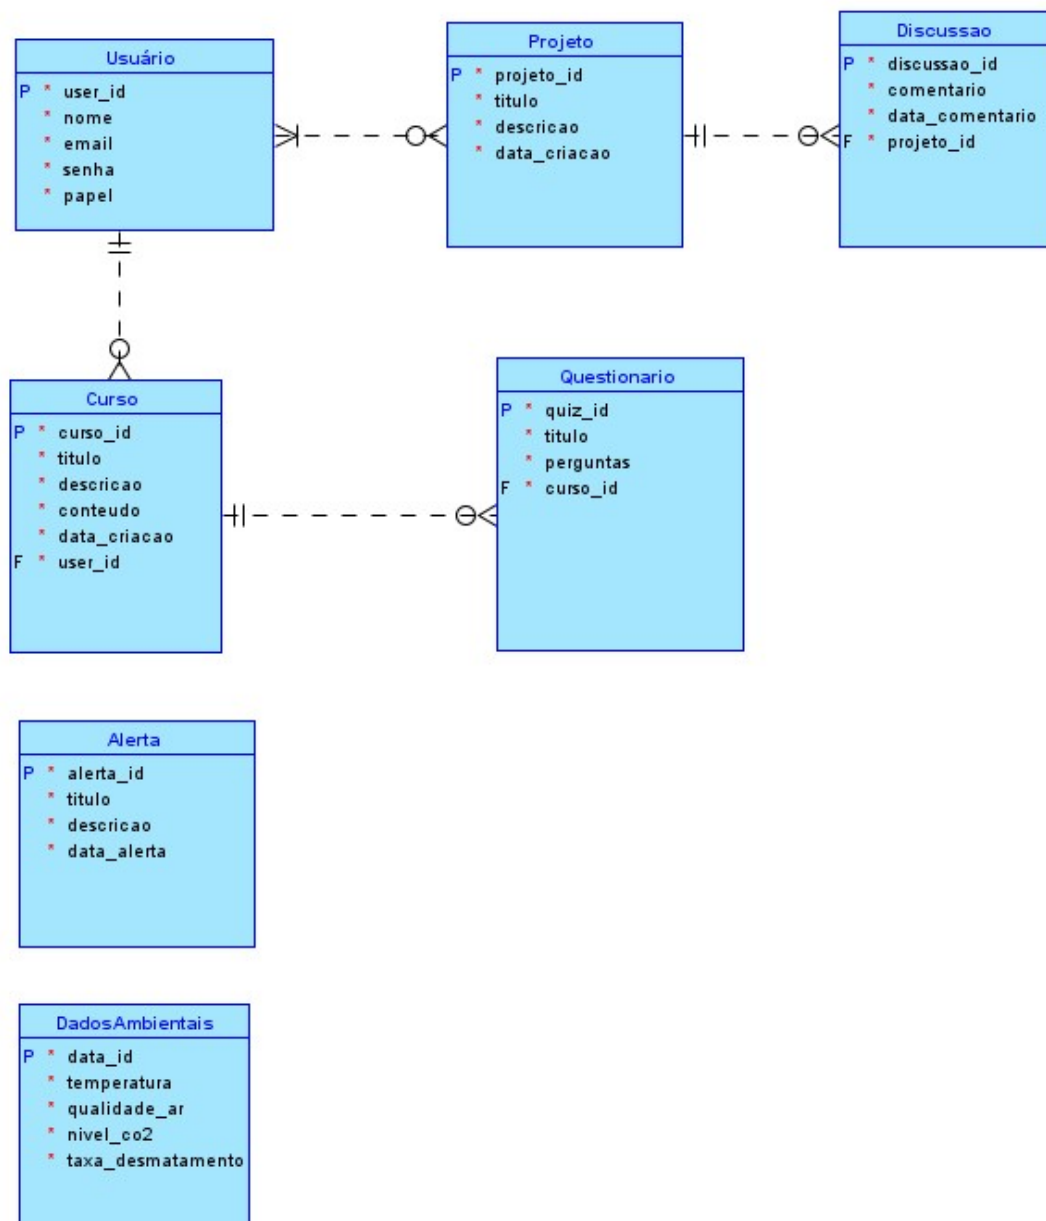 Usuário
P * user_id
* nome
* email
* senha
* papel
Projeto
P * projeto_id
* titulo
* descricao
* data_criacao
Discussao
P * discussao_id
* comentario
* data_comentario
F * projeto_id
Curso
P * curso_id
* titulo
* descricao
* conteudo
* data_criacao
F * user_id
Questionario
P * quiz_id
* titulo
* perguntas
F * curso_id
Alerta
P * alerta_id
* titulo
* descricao
* data_alerta
DadosAmbientais
P * data_id
* temperatura
* qualidade_ar
* nivel_co2
* taxa_desmatamento